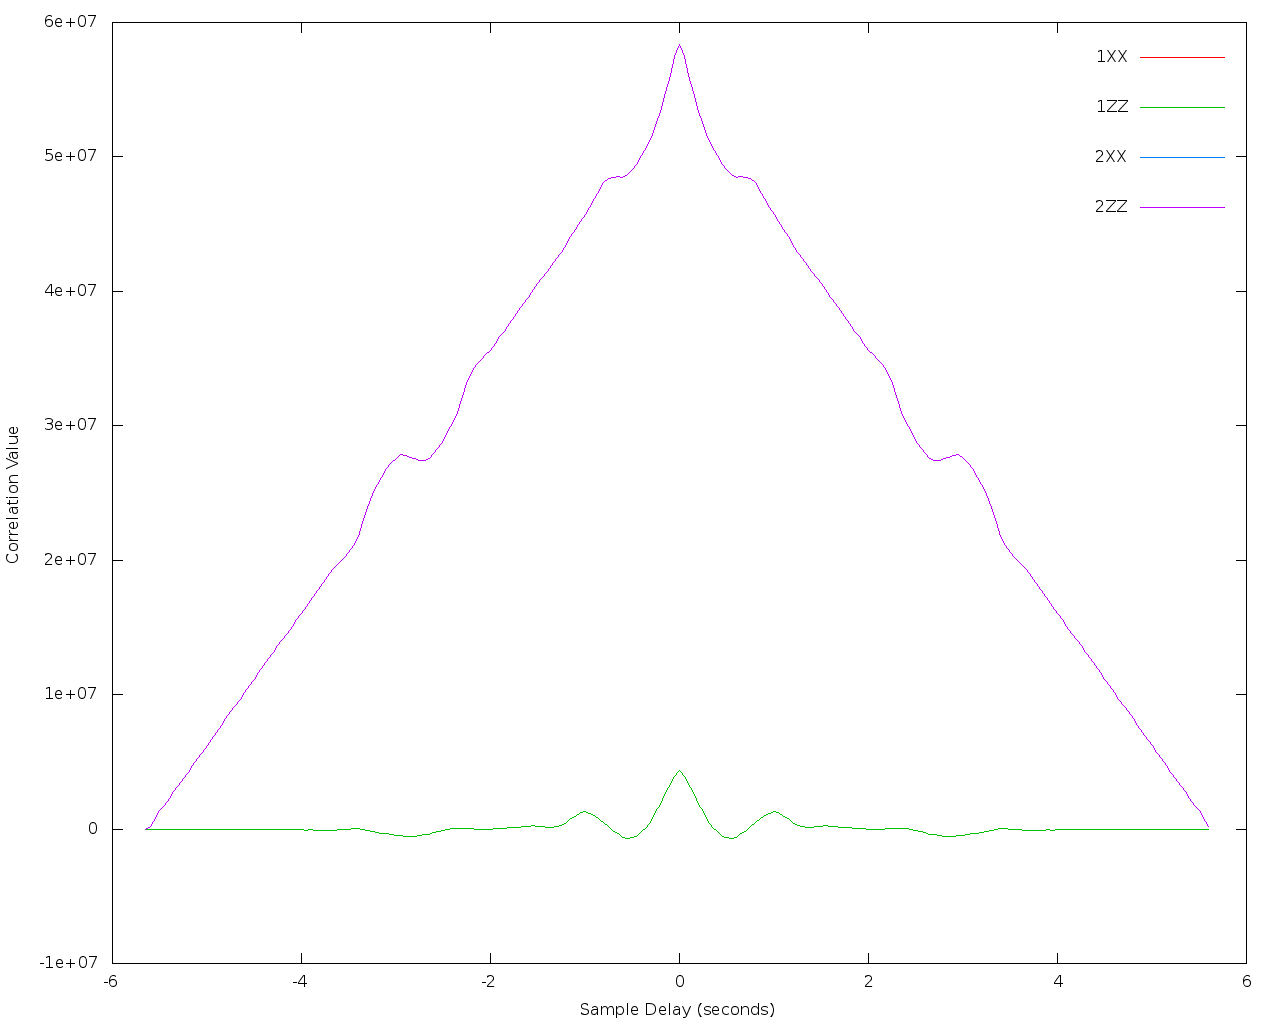 6e+07
5e+07
4e+07
3e+07
2e+07
1e+07
0
-1e+07
-6
-4
-2
0
2
4
6
Correlation Value
Sample Delay (seconds)
1XX
1ZZ
2XX
2ZZ